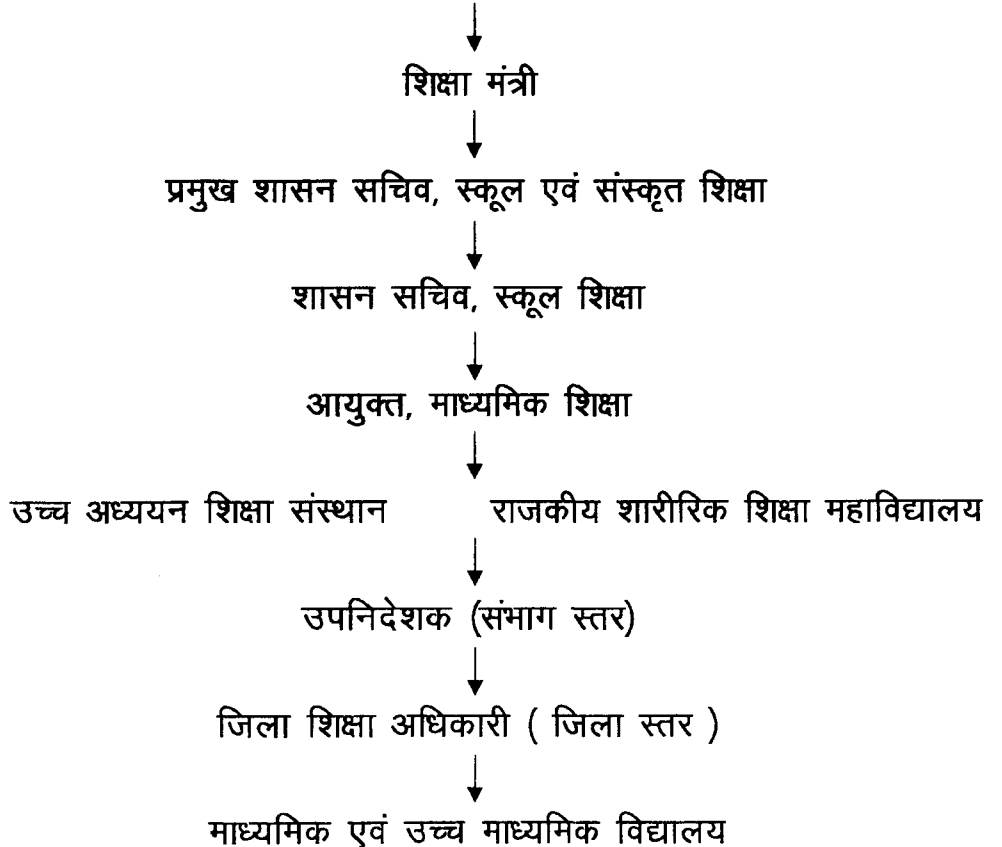 शिक्षा मंत्री
प्रमुख शासन सचिव, स्कूल एवं संस्कृत शिक्षा
शासन सचिव, स्कूल शिक्षा
आयुक्त, माध्यमिक शिक्षा
उच्च अध्ययन शिक्षा संस्थान राजकीय शारीरिक शिक्षा महाविद्यालय
उपनिदेशक (संभाग स्तर)
जिला शिक्षा अधिकारी ( जिला स्तर )
माध्यमिक एवं उच्च माध्यमिक विद्यालय